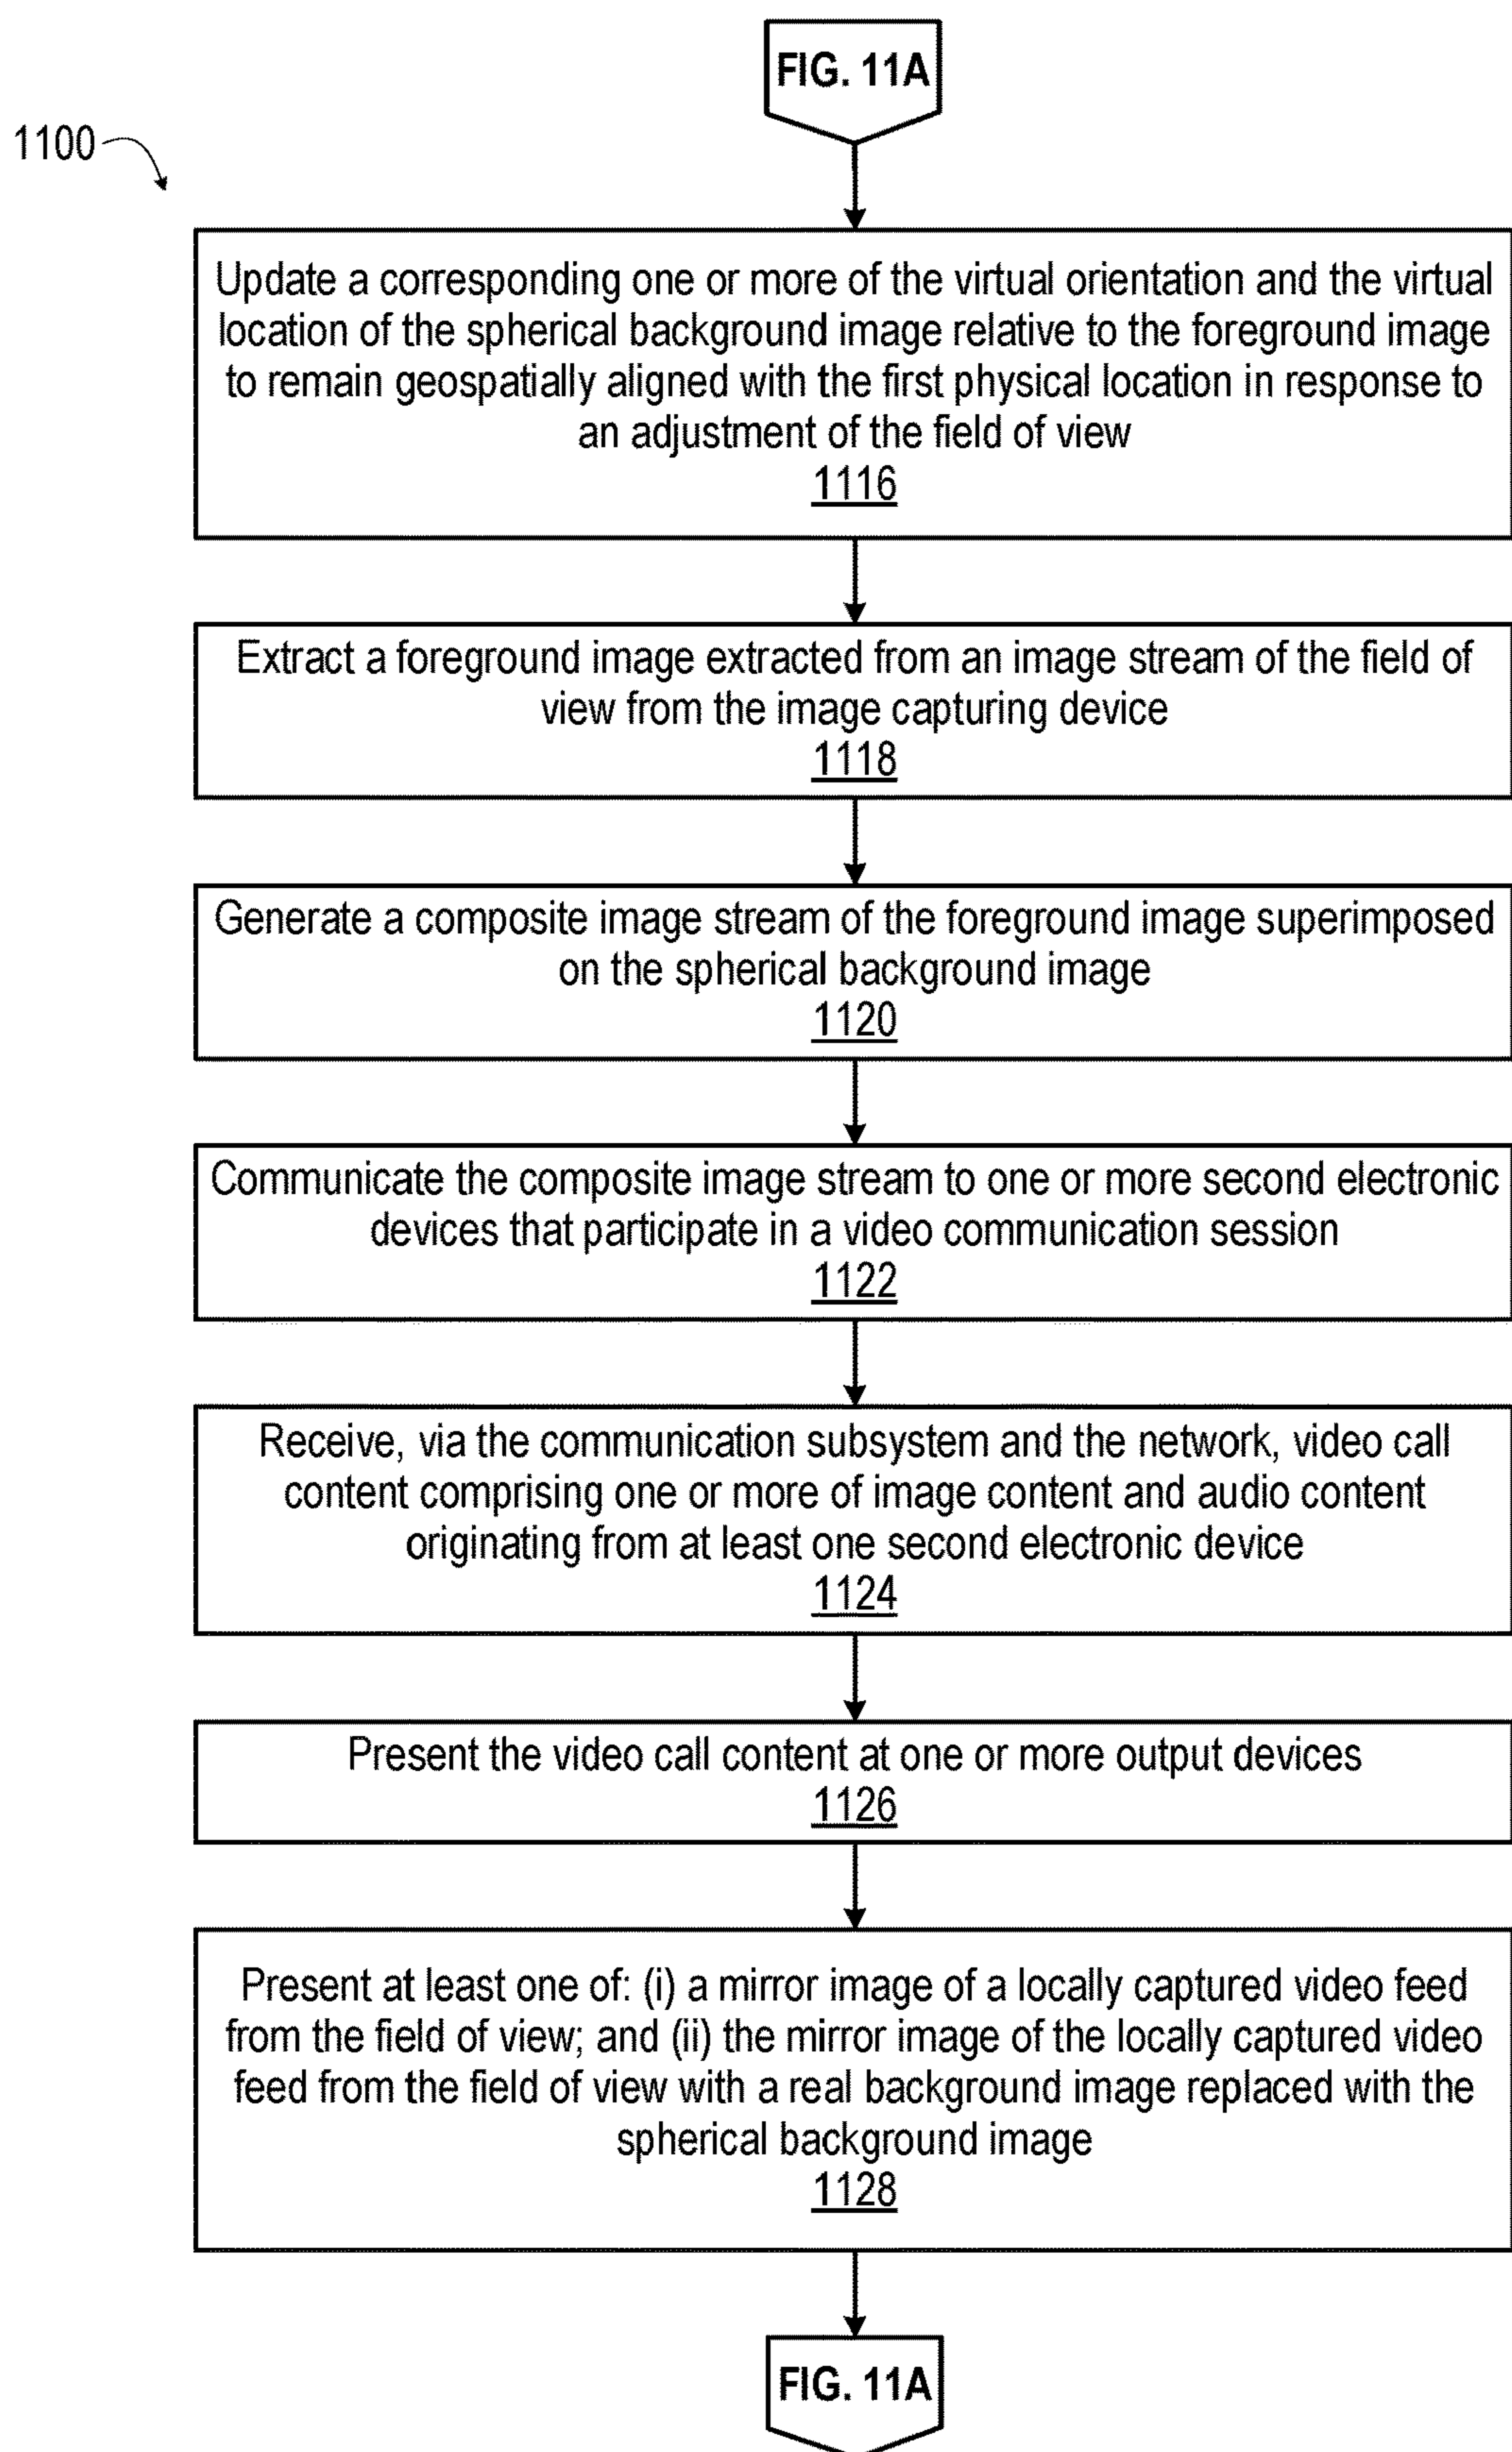 FIG. 11A
1100
Update a corresponding one or more of the virtual orientation and the virtual
location of the spherical background image relative to the foreground image
to remain geospatially aligned with the first physical location in response to
an adjustment of the field of view
1116
Extract a foreground image extracted from an image stream of the field of
view from the image capturing device
1118
Generate a composite image stream of the foreground image superimposed
on the spherical background image
1120
Communicate the composite image stream to one or more second electronic
devices that participate in a video communication session
1122
Receive, via the communication subsystem and the network, video call
content comprising one or more of image content and audio content
originating from at least one second electronic device
1124
Present the video call content at one or more output devices
1126
Present at least one of: (i) a mirror image of a locally captured video feed
from the field of view; and (ii) the mirror image of the locally captured video
feed from the field of view with a real background image replaced with the
spherical background image
1128
FIG. 11A